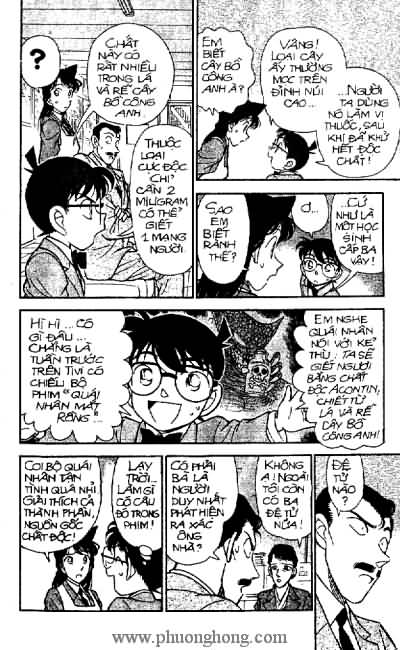 ?
CHẤT
NÀY CÓ
RẤT NHIỀU
TRONG LÁ
VÀ RỄ CÂY
BỒ CÔNG
ANH.
THUỐC
LOẠI
CỰC ĐỘC
CHỈ
CẦN 2
MILIGRAM
CÓ THỂ
GIẾT
1 MẠNG
NGƯỜI
EM
BIẾT
CÂY BỒ
CÔNG
ANH À?
VÂNG!
LOẠI CÂY
ẤY THƯỜNG
MỌC TRÊN
ĐỈNH NÚI
CAO...
...NGƯỜI
TA DÙNG
NÓ LÀM VỊ
THUỐC, SAU
KHI ĐÃ KHỬ
HẾT ĐỘC
CHẤT!
SAO
EM
BIẾT
RÀNH
THẾ?
Ơ...
...CỨ
NHƯ LÀ
MỘT HỌC
SINH
CẤP BA
VẬY!
HÌ HÌ...CÓ
GÌ ĐÂU...
CHẲNG LÀ
TUẦN TRƯỚC
TRÊN TIVI CÓ
CHIẾU BỘ
PHIM "QUÁI
NHÂN MẮT
RỒNG"...
EM NGHE
QUÁI NHÂN
NÓI VỚI KẺ
THÙ: TA SẼ
GIẾT NGƯƠI
BẰNG CHẤT
ĐỘC ACONTIN,
CHIẾT TỪ
LÁ VÀ RỄ
CÂY BỒ
CÔNG ANH!
COI BỘ QUÁI
NHÂN TẬN
TÌNH QUÁ NHỈ
GIẢI THÍCH CẢ
THÀNH PHẦN,
NGUỒN GỐC
CHẤT ĐỘC!
LẠY
TRỜI...
LÀM GÌ
CÓ CÂU
ĐÓ TRONG
PHIM!
CÓ PHẢI
BÀ LÀ
NGƯỜI
DUY NHẤT
PHÁT HIỆN
RA XÁC
ÔNG
NHÀ?
KHÔNG
Ạ! NGOÀI
TÔI CÒN
CÓ BA
ĐỆ TỬ
NỮA!
ĐỆ TỬ
NÀO?
www.phuonghong.com